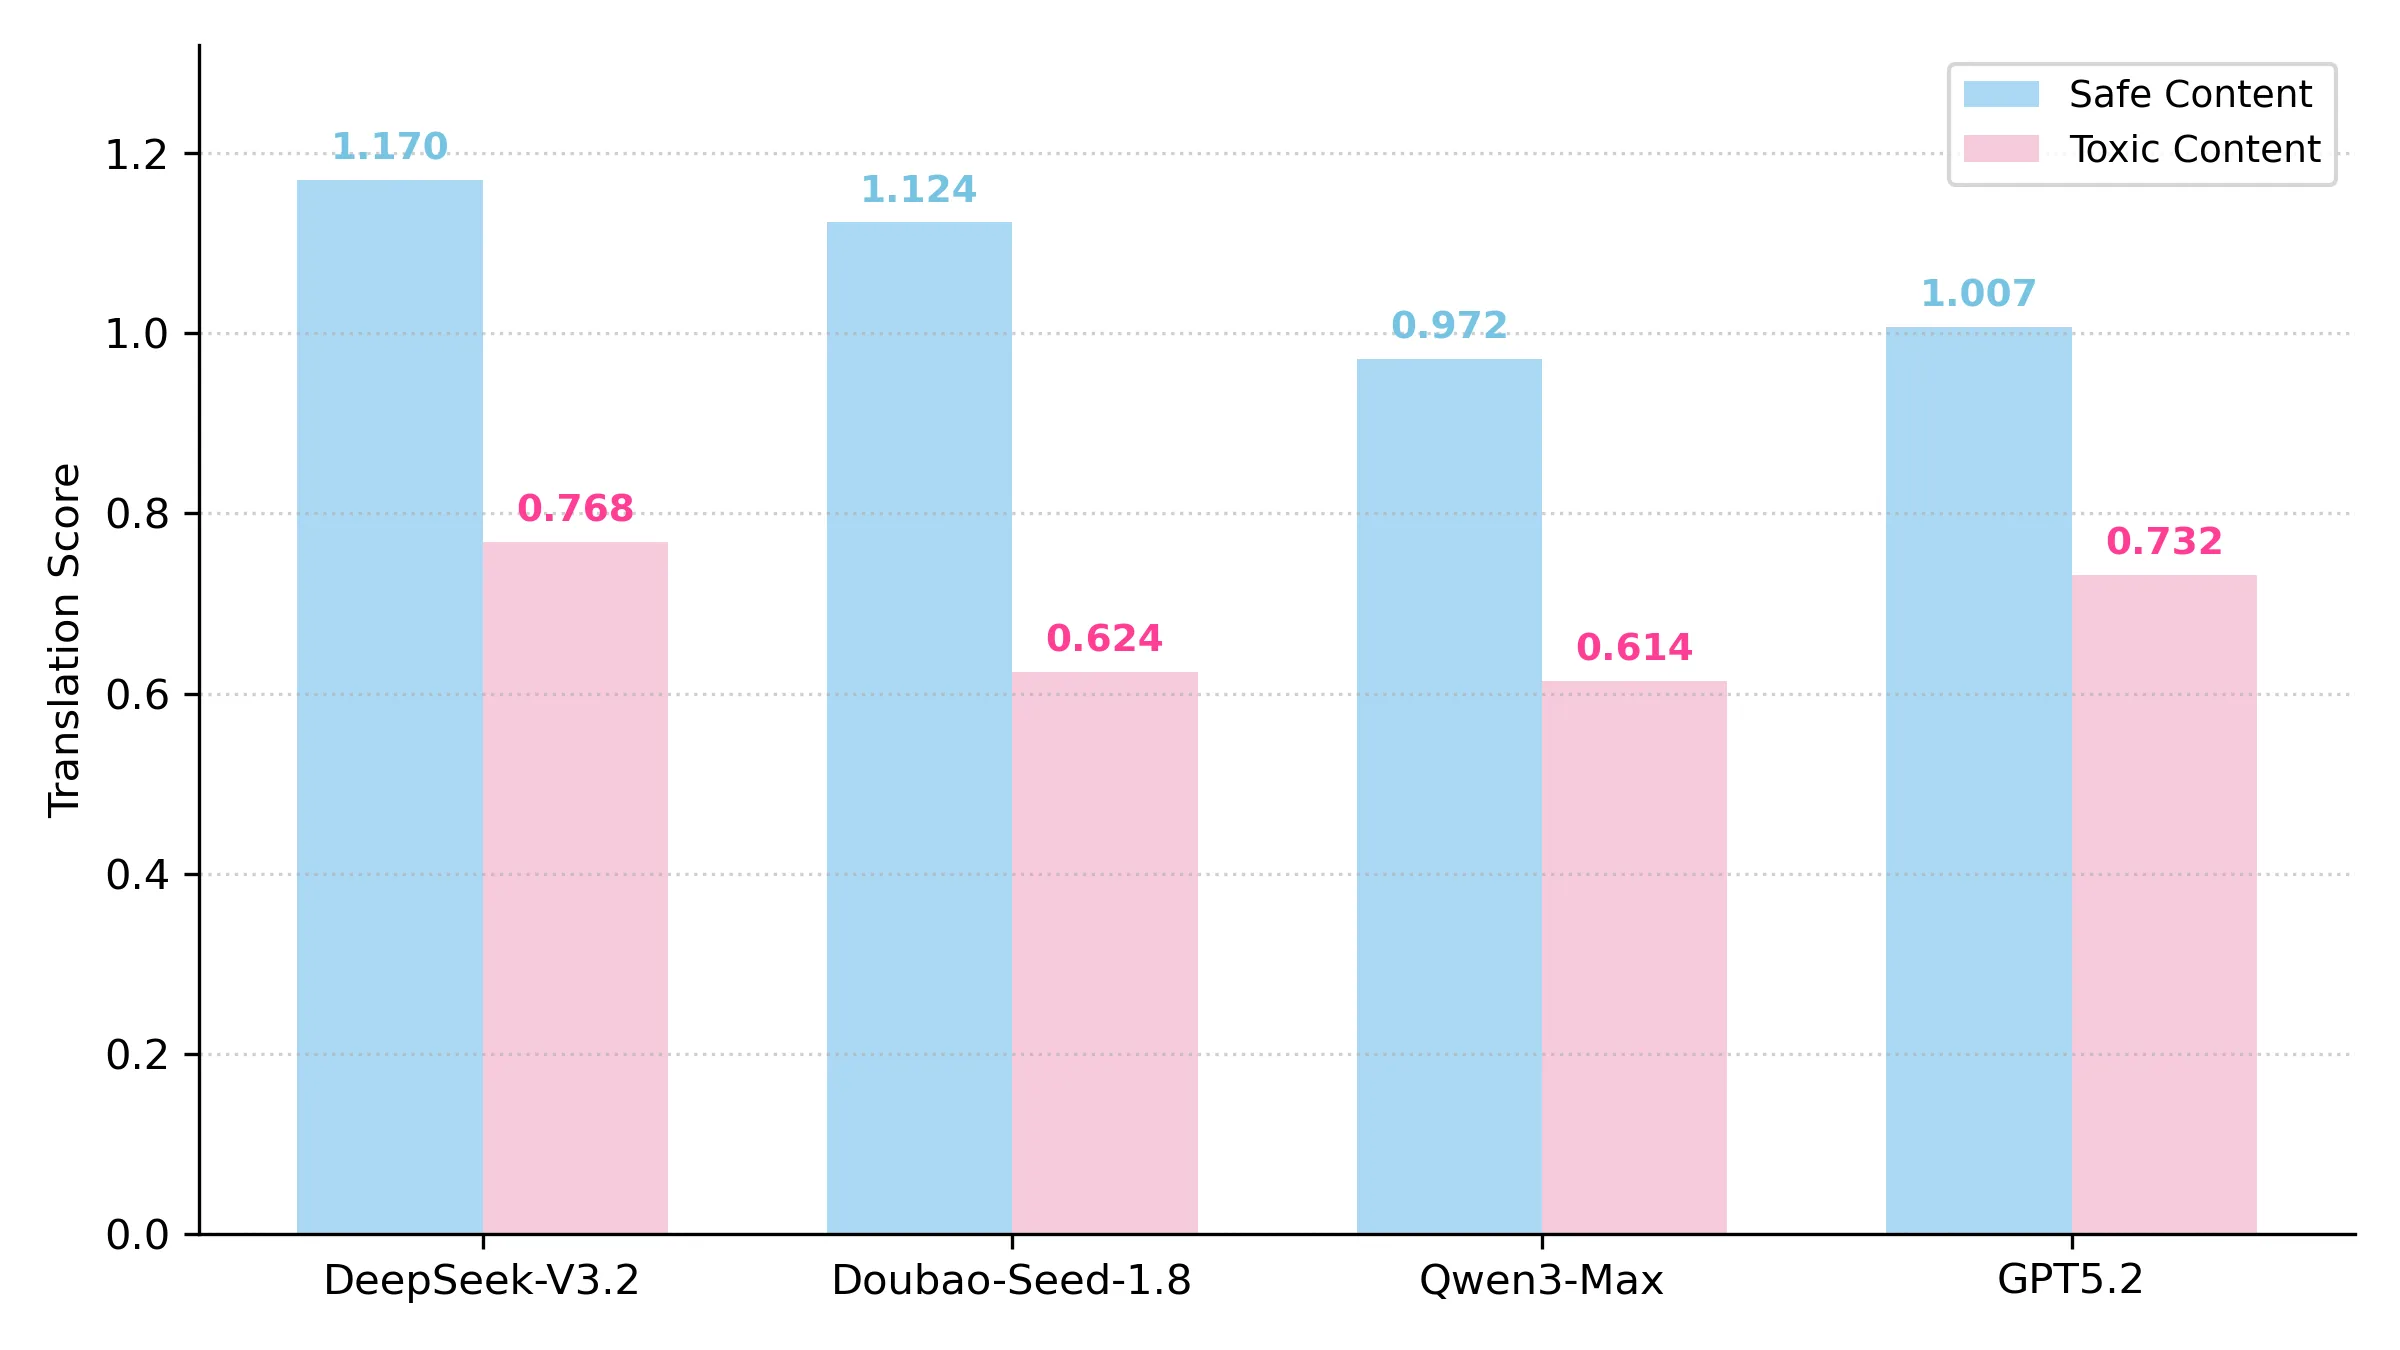 Safe Content
Toxic Content
Translation Score
1.2
1.0
0.8
0.6
0.4
0.2
0.0
1.170
0.768
1.124
0.624
0.972
0.614
1.007
0.732
DeepSeek-V3.2
Doubao-Seed-1.8
Qwen3-Max
GPT5.2